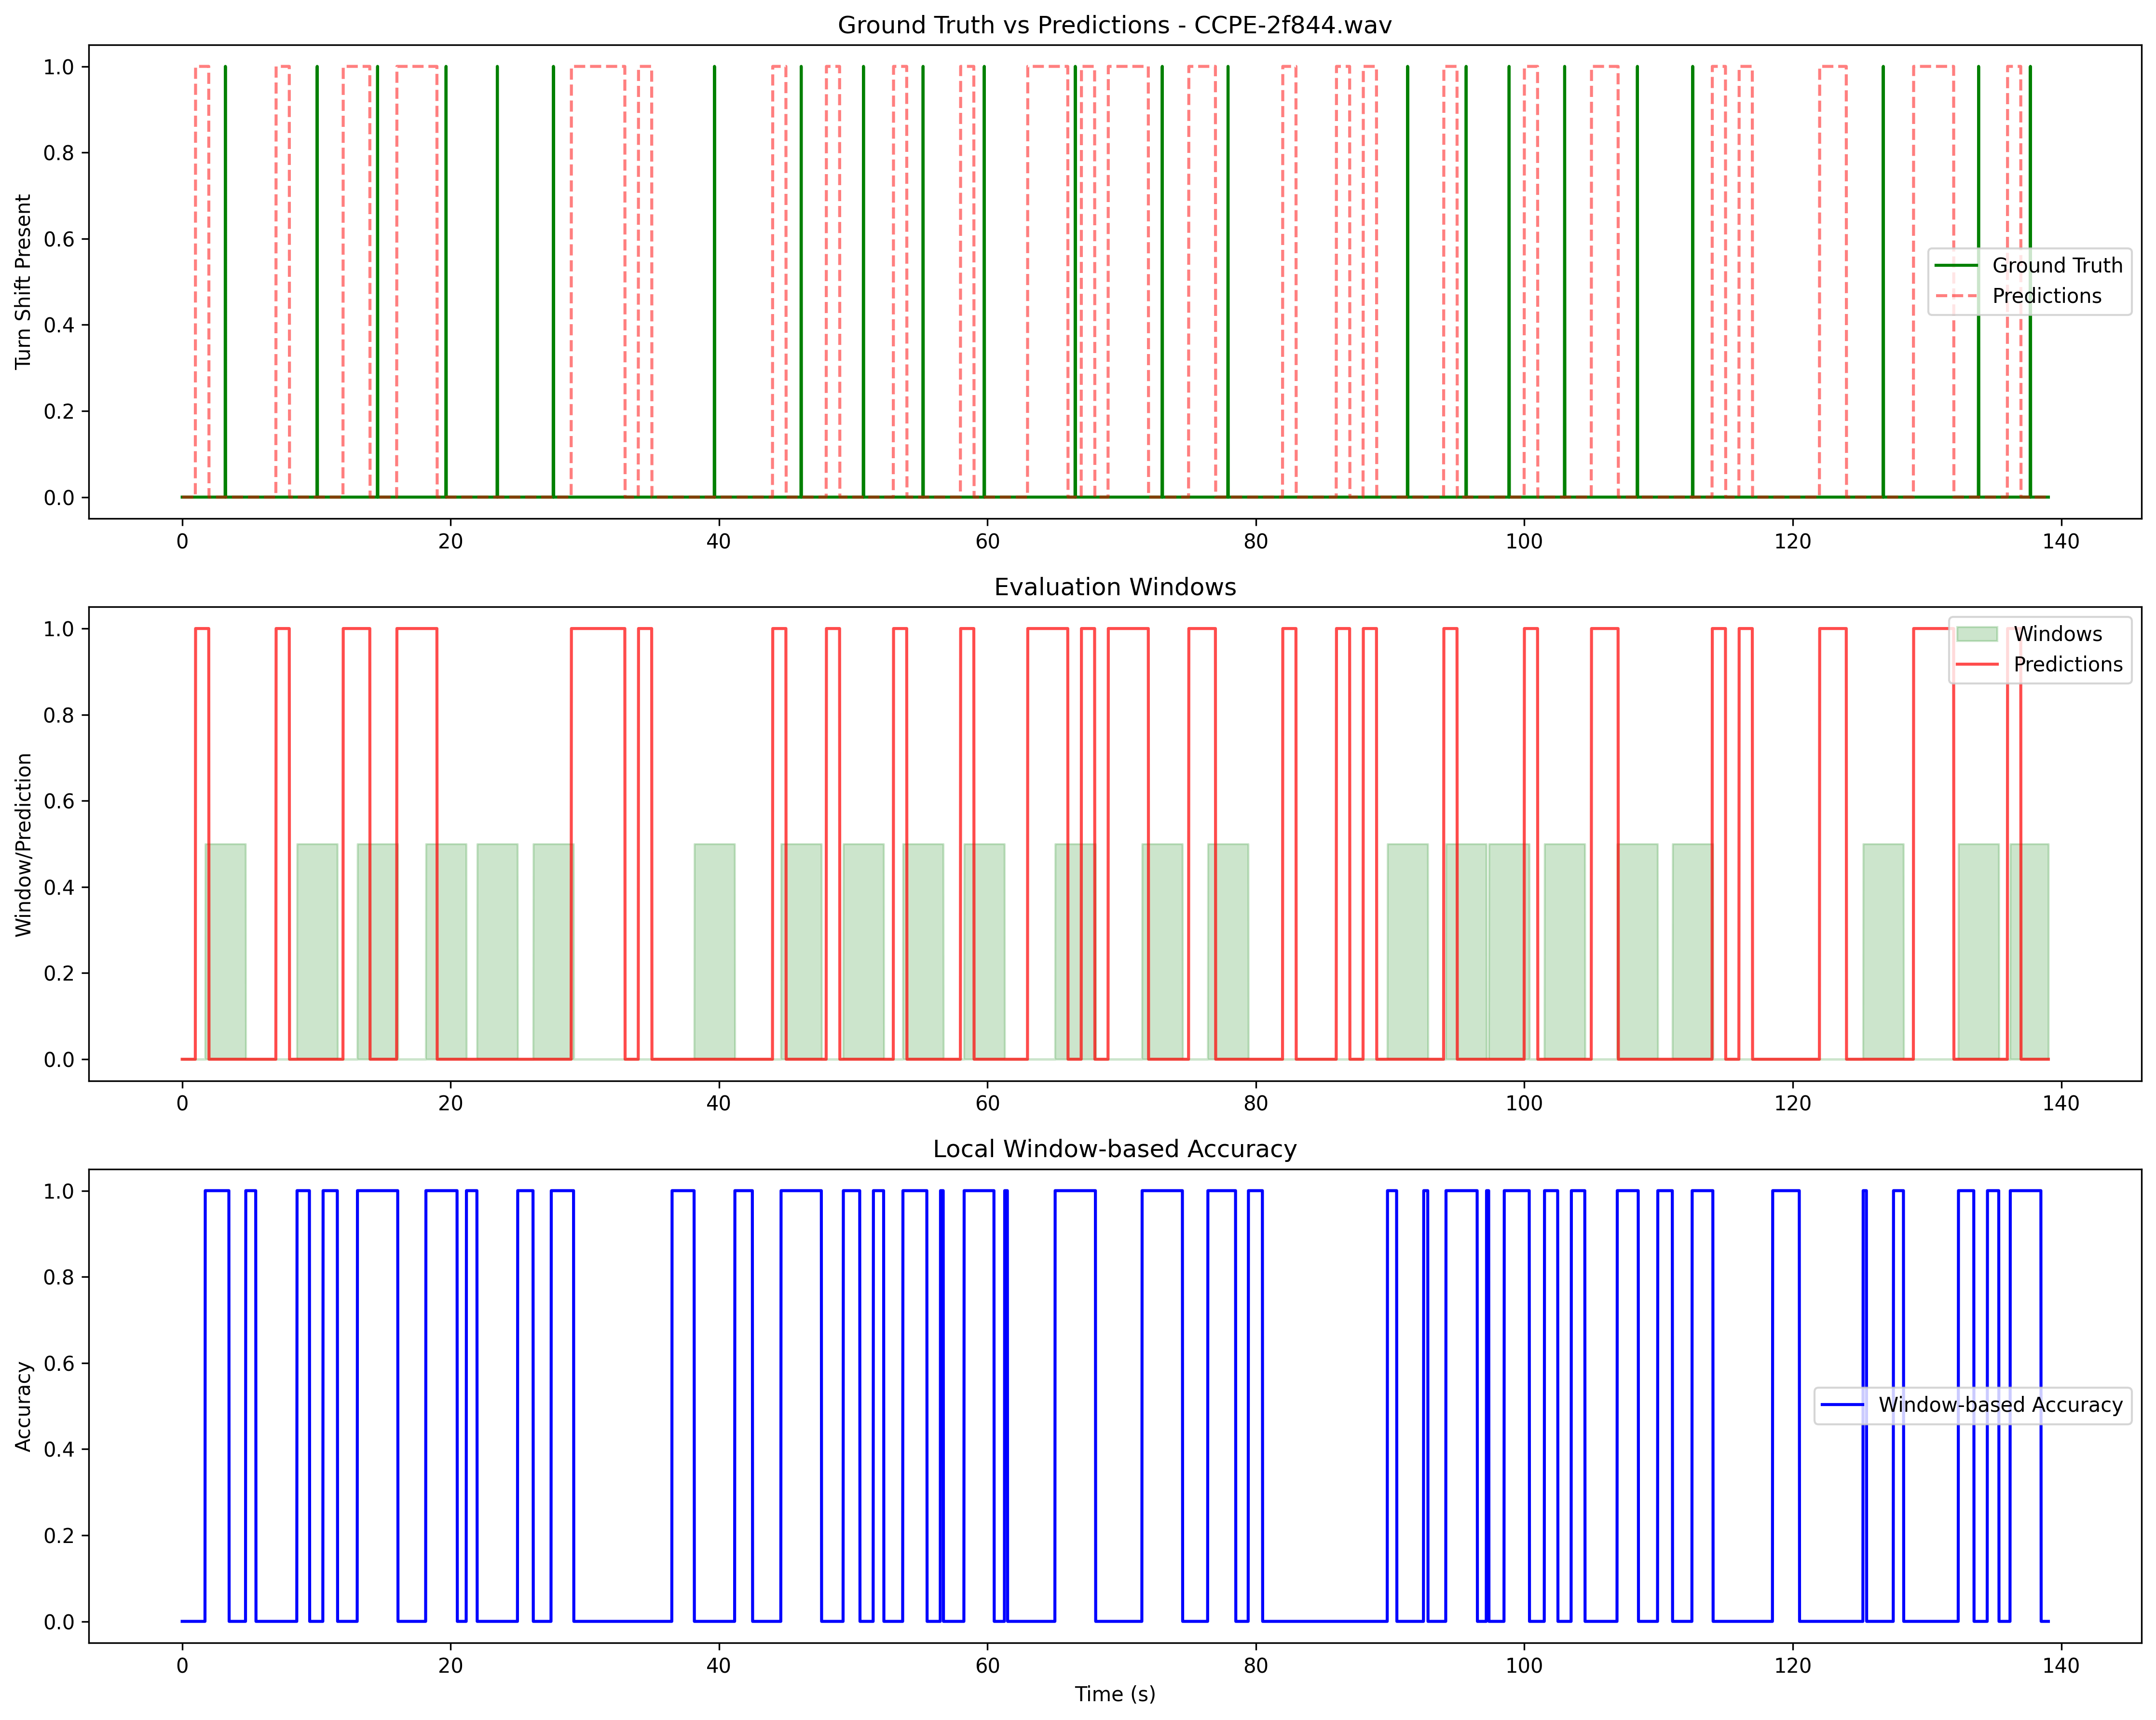 Ground Truth vs Predictions - CCPE-2f844.wav
1.0
0.8
0.6
0.4
0.2
0.0
Turn Shift Present
Ground Truth
Predictions
0 20 40 60 80 100 120 140
Evaluation Windows
1.0
0.8
0.6
0.4
0.2
0.0
Window/Prediction
Windows
Predictions
0 20 40 60 80 100 120 140
Local Window-based Accuracy
1.0
0.8
0.6
0.4
0.2
0.0
Accuracy
Window-based Accuracy
0 20 40 60 80 100 120 140
Time (s)